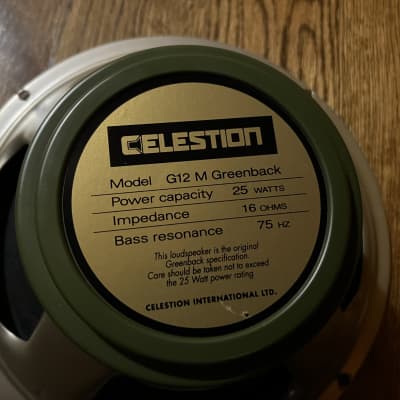 CELESTION
Model G12 M Greenback
Power capacity 25 WATTS
Impedance 16 OHMS
Bass resonance 75 HZ
This loudspeaker is the original
Greenback specification.
Care should be taken not to exceed
the 25 Watt power rating
CELESTION INTERNATIONAL LTD.